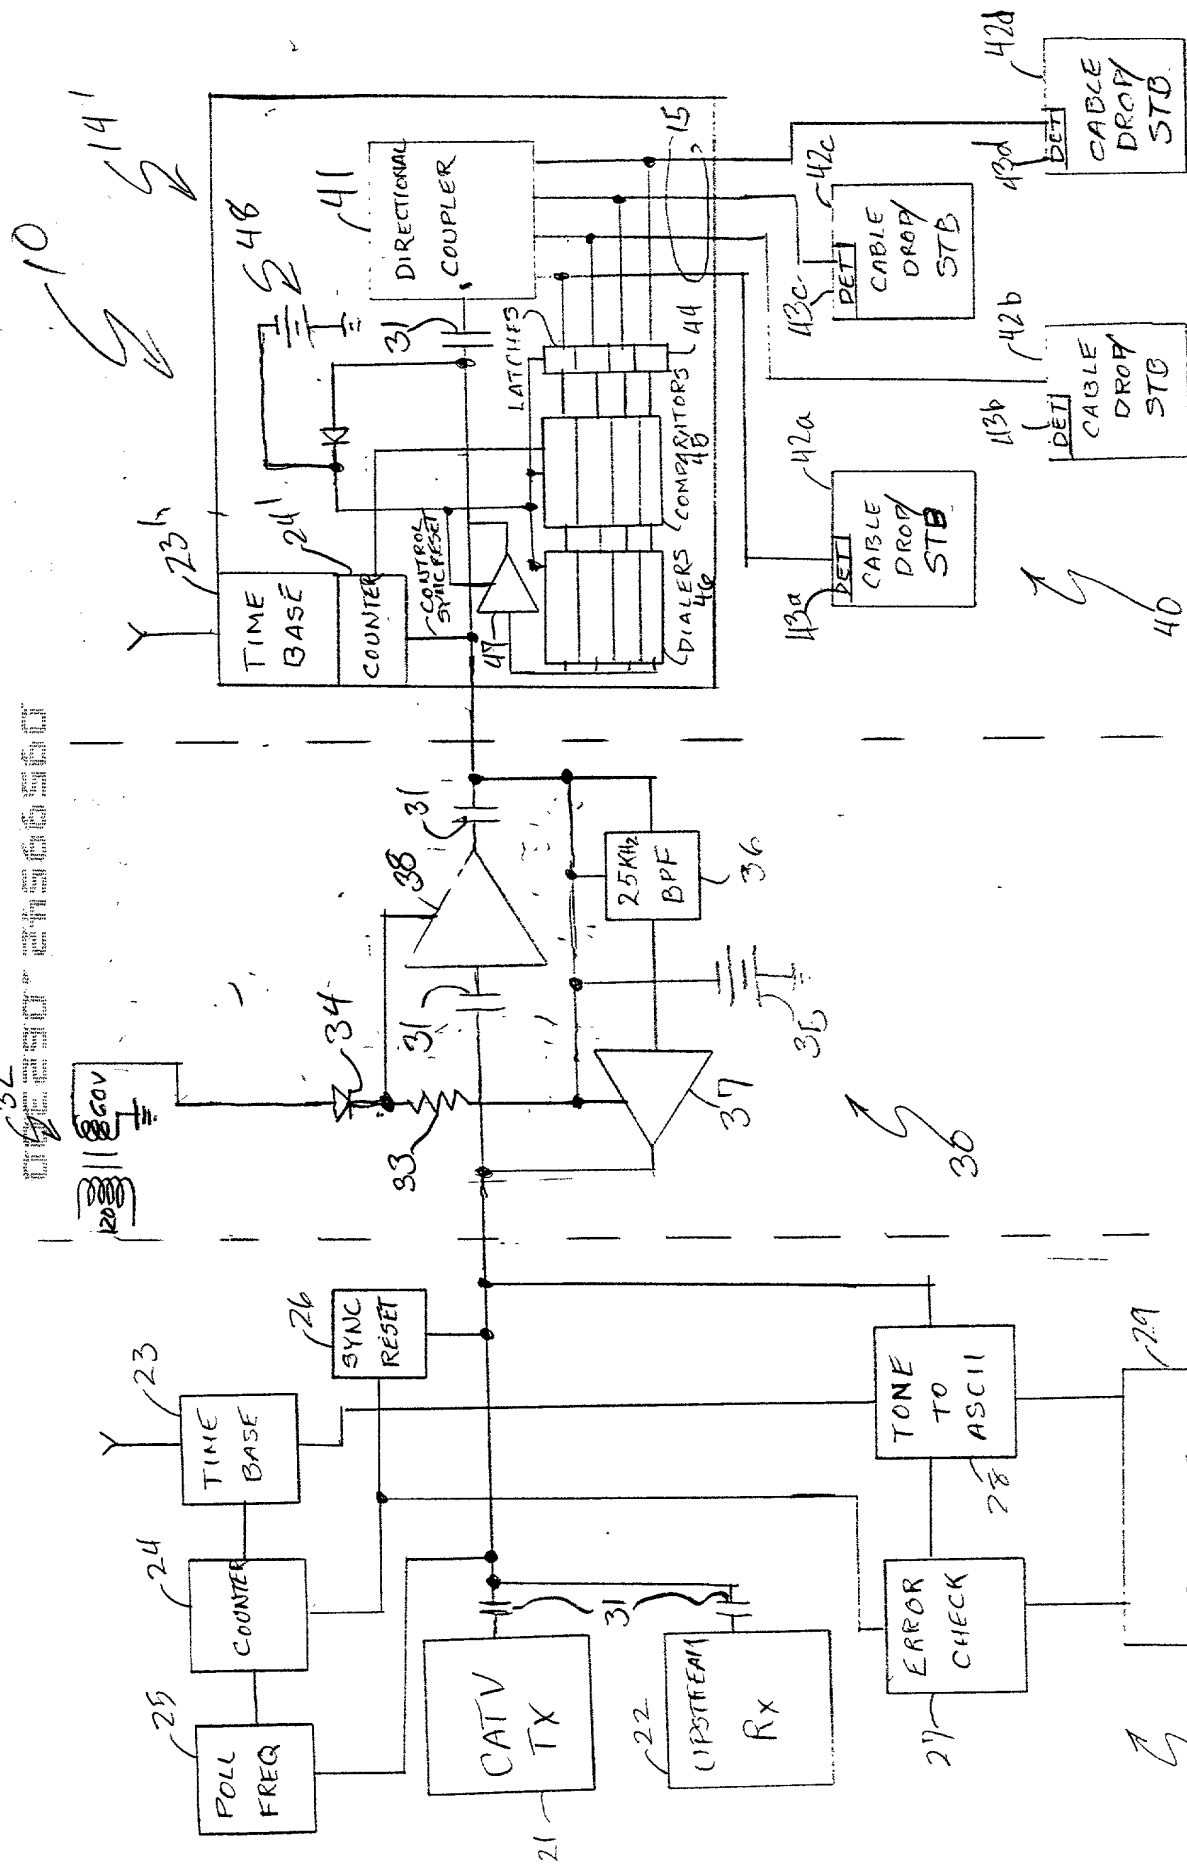 10
14'
23'
TIME
BASE
24'
COUNTER
48
41
DIRECTIONAL
COUPLER
31
CONTROL
SYNC RESET
47
LATCHES
44
COMPARITORS
45
DIALERS
46
15
42a
43a
DET
CABLE
DROP/
STB
42b
43b
DET
CABLE
DROP/
STB
42c
43c
DET
CABLE
DROP/
STB
42d
43d
DET
CABLE
DROP/
STB
40
32
120
60V
34
33
31
38
31
25KHz
BPF
36
35
37
30
23
TIME
BASE
24
COUNTER
25
POLL
FREQ
26
SYNC
RESET
CATV
TX
21
31
22
UPSTREAM
Rx
27
ERROR
CHECK
28
TONE
TO
ASCII
29